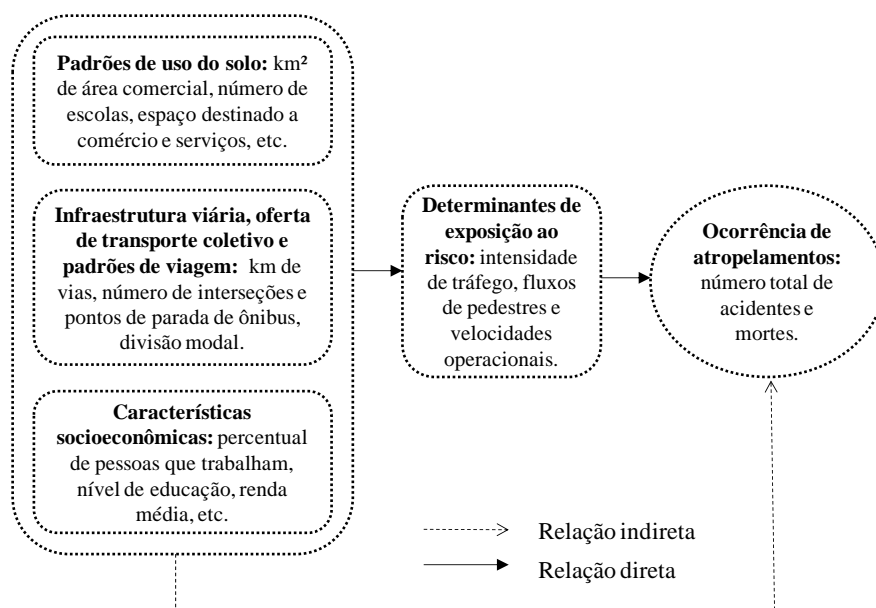 Padrões de uso do solo: km²
de área comercial, número de
escolas, espaço destinado a
comércio e serviços, etc.
Infraestrutura viária, oferta
de transporte coletivo e
padrões de viagem: km de
vias, número de interseções e
pontos de parada de ônibus,
divisão modal.
Características
socioeconômicas: percentual
de pessoas que trabalham,
nível de educação, renda
média, etc.
Determinantes de
exposição ao
risco: intensidade
de tráfego, fluxos
de pedestres e
velocidades
operacionais.
Ocorrência de
atropelamentos:
número total de
acidentes e
mortes.
Relação indireta
Relação direta